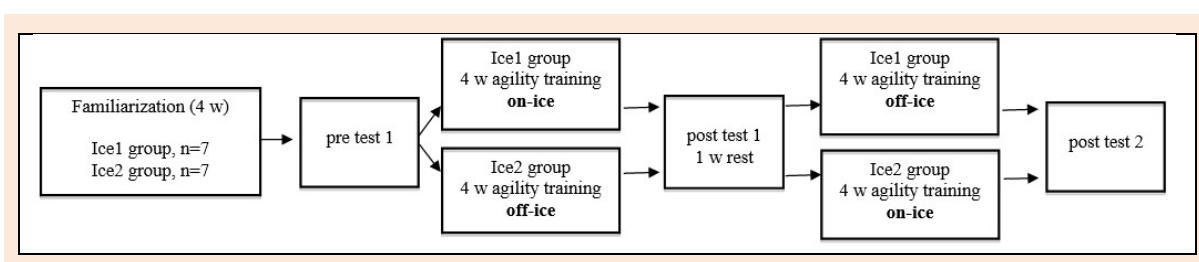 Familiarization (4 w)
Ice1 group, n=7
Ice2 group, n=7
pre test 1
Ice1 group
4 w agility training
on-ice
Ice2 group
4 w agility training
off-ice
post test 1
1 w rest
Ice1 group
4 w agility training
off-ice
Ice2 group
4 w agility training
on-ice
post test 2